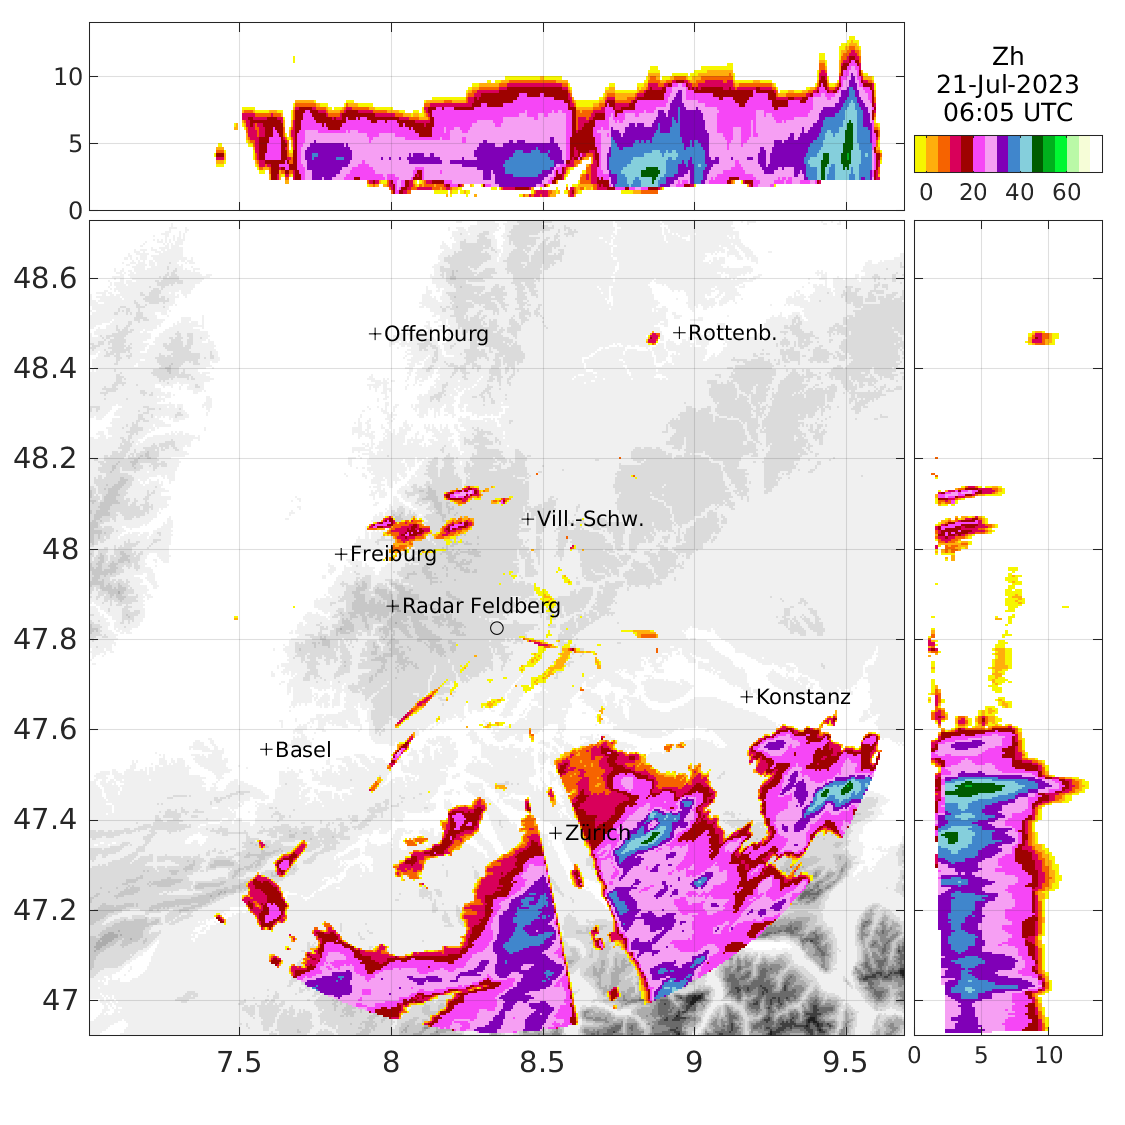 10
5
0
Zh
21-Jul-2023
06:05 UTC
0 20 40 60
48.6
48.4
48.2
48
47.8
47.6
47.4
47.2
47
+Offenburg
+Rottenb.
+Vill.-Schw.
+Freiburg
+Radar Feldberg
+Konstanz
+Basel
+Zürich
7.5 8 8.5 9 9.5
0 5 10